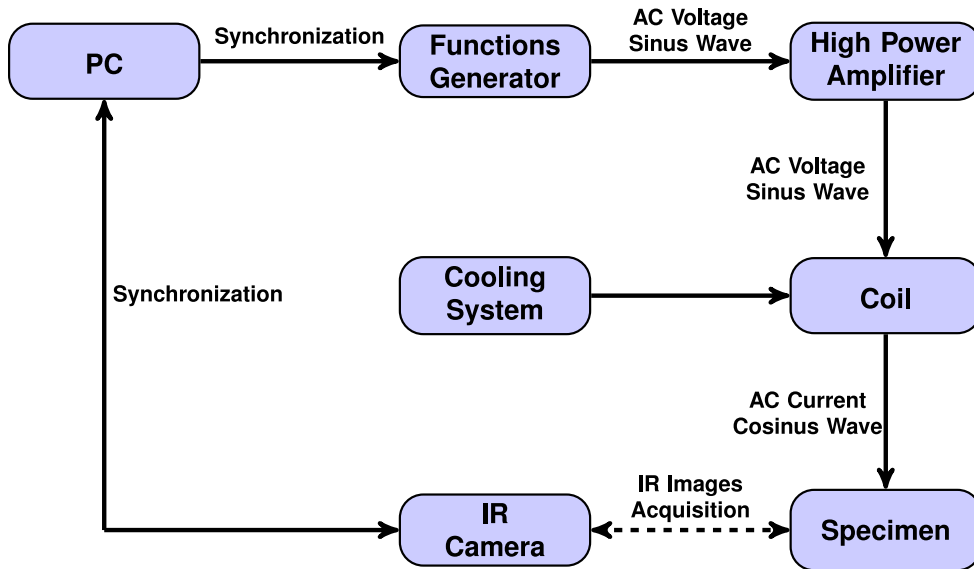 PC
Synchronization
Functions
Generator
AC Voltage
Sinus Wave
High Power
Amplifier
AC Voltage
Sinus Wave
Synchronization
Cooling
System
Coil
AC Current
Cosinus Wave
IR
Camera
IR Images
Acquisition
Specimen